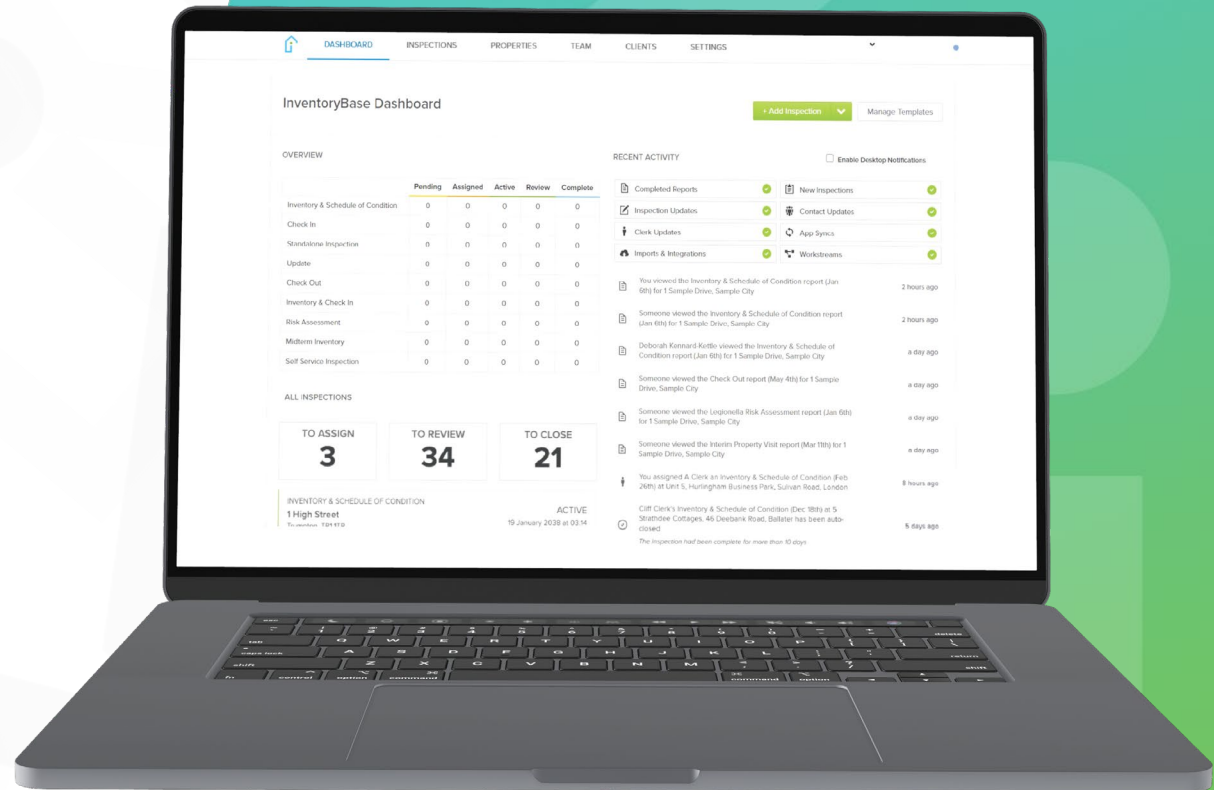 DASHBOARD INSPECTIONS PROPERTIES TEAM CLIENTS SETTINGS
InventoryBase Dashboard
+ Add Inspection
Manage Templates
OVERVIEW
Pending Assigned Active Review Complete
Inventory & Schedule of Condition 0 0 0 0 0
Check In 0 0 0 0 0
Standalone Inspection 0 0 0 0 0
Update 0 0 0 0 0
Check Out 0 0 0 0 0
Inventory & Check In 0 0 0 0 0
Risk Assessment 0 0 0 0 0
Midterm Inventory 0 0 0 0 0
Self Service Inspection 0 0 0 0 0
ALL INSPECTIONS
TO ASSIGN
3
TO REVIEW
34
TO CLOSE
21
INVENTORY & SCHEDULE OF CONDITION
1 High Street
ACTIVE
19 January 2038 at 03:14
RECENT ACTIVITY
Enable Desktop Notifications
Completed Reports
New Inspections
Inspection Updates
Contact Updates
Clerk Updates
App Syncs
Imports & Integrations
Workstreams
You viewed the Inventory & Schedule of Condition report (Jan
6th) for 1 Sample Drive, Sample City
2 hours ago
Someone viewed the Inventory & Schedule of Condition report
(Jan 6th) for 1 Sample Drive, Sample City
2 hours ago
Deborah Kennard-Kettle viewed the Inventory & Schedule of
Condition report (Jan 6th) for 1 Sample Drive, Sample City
a day ago
Someone viewed the Check Out report (May 4th) for 1 Sample
Drive, Sample City
a day ago
Someone viewed the Legionella Risk Assessment report (Jan 6th)
for 1 Sample Drive, Sample City
a day ago
Someone viewed the Interim Property Visit report (Mar 11th) for 1
Sample Drive, Sample City
a day ago
You assigned A Clerk an Inventory & Schedule of Condition (Feb
26th) at Unit 5, Hurlingham Business Park, Sulivan Road, London
8 hours ago
Cliff Clerk's Inventory & Schedule of Condition (Dec 18th) at 5
Strathdee Cottages, 46 Deebank Road, Ballater has been auto-
closed
5 days ago
The inspection had been complete for more than 10 days
esc
tab Q W E R T Y U I O P
delete
caps lock A S D F G H J K L
return
shift Z X C V B N M
shift
fn control option command
command option